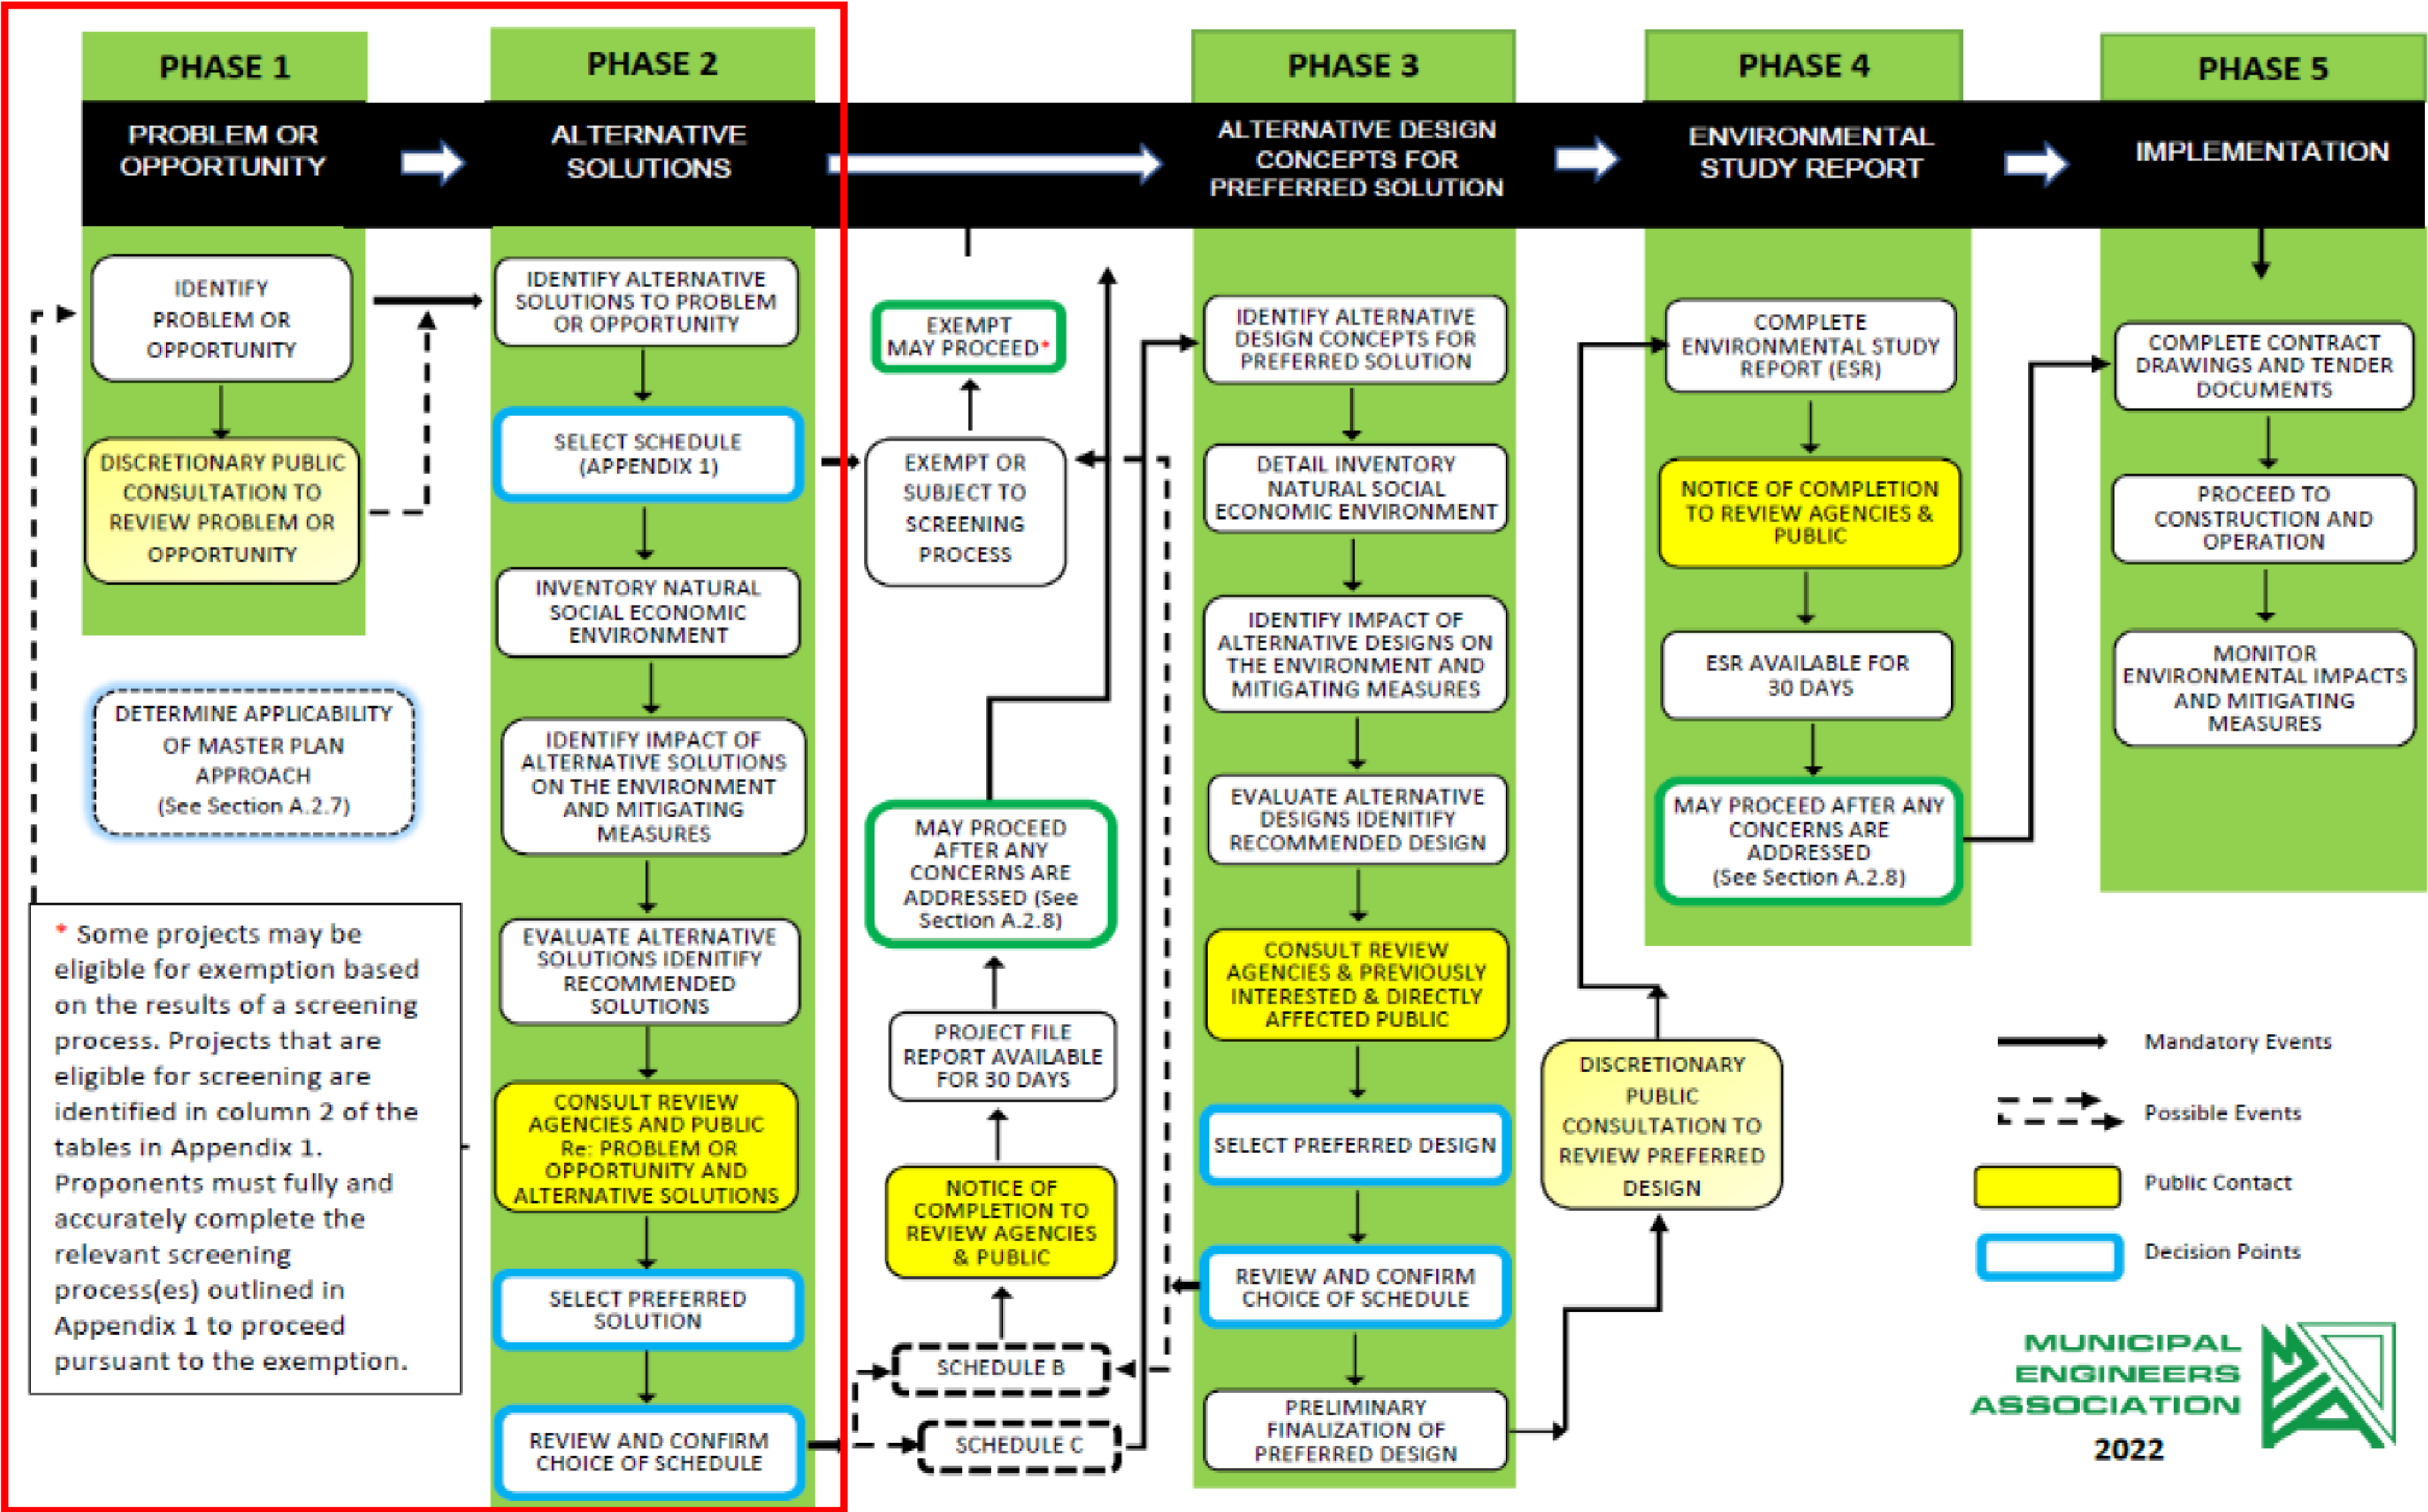 PHASE 1
PROBLEM OR
OPPORTUNITY
IDENTIFY
PROBLEM OR
OPPORTUNITY
DISCRETIONARY PUBLIC
CONSULTATION TO
REVIEW PROBLEM OR
OPPORTUNITY
DETERMINE APPLICABILITY
OF MASTER PLAN
APPROACH
(See Section A.2.7)
* Some projects may be
eligible for exemption based
on the results of a screening
process. Projects that are
eligible for screening are
identified in column 2 of the
tables in Appendix 1.
Proponents must fully and
accurately complete the
relevant screening
process(es) outlined in
Appendix 1 to proceed
pursuant to the exemption.
PHASE 2
ALTERNATIVE
SOLUTIONS
IDENTIFY ALTERNATIVE
SOLUTIONS TO PROBLEM
OR OPPORTUNITY
SELECT SCHEDULE
(APPENDIX 1)
INVENTORY NATURAL
SOCIAL ECONOMIC
ENVIRONMENT
IDENTIFY IMPACT OF
ALTERNATIVE SOLUTIONS
ON THE ENVIRONMENT
AND MITIGATING
MEASURES
EVALUATE ALTERNATIVE
SOLUTIONS IDENITIFY
RECOMMENDED
SOLUTIONS
CONSULT REVIEW
AGENCIES AND PUBLIC
Re: PROBLEM OR
OPPORTUNITY AND
ALTERNATIVE SOLUTIONS
SELECT PREFERRED
SOLUTION
REVIEW AND CONFIRM
CHOICE OF SCHEDULE
EXEMPT
MAY PROCEED*
EXEMPT OR
SUBJECT TO
SCREENING
PROCESS
MAY PROCEED
AFTER ANY
CONCERNS ARE
ADDRESSED (See
Section A.2.8)
PROJECT FILE
REPORT AVAILABLE
FOR 30 DAYS
NOTICE OF
COMPLETION TO
REVIEW AGENCIES
& PUBLIC
SCHEDULE B
SCHEDULE C
PHASE 3
ALTERNATIVE DESIGN
CONCEPTS FOR
PREFERRED SOLUTION
IDENTIFY ALTERNATIVE
DESIGN CONCEPTS FOR
PREFERRED SOLUTION
DETAIL INVENTORY
NATURAL SOCIAL
ECONOMIC ENVIRONMENT
IDENTIFY IMPACT OF
ALTERNATIVE DESIGNS ON
THE ENVIRONMENT AND
MITIGATING MEASURES
EVALUATE ALTERNATIVE
DESIGNS IDENITIFY
RECOMMENDED DESIGN
CONSULT REVIEW
AGENCIES & PREVIOUSLY
INTERESTED & DIRECTLY
AFFECTED PUBLIC
SELECT PREFERRED DESIGN
REVIEW AND CONFIRM
CHOICE OF SCHEDULE
PRELIMINARY
FINALIZATION OF
PREFERRED DESIGN
DISCRETIONARY
PUBLIC
CONSULTATION TO
REVIEW PREFERRED
DESIGN
PHASE 4
ENVIRONMENTAL
STUDY REPORT
COMPLETE
ENVIRONMENTAL STUDY
REPORT (ESR)
NOTICE OF COMPLETION
TO REVIEW AGENCIES &
PUBLIC
ESR AVAILABLE FOR
30 DAYS
MAY PROCEED AFTER ANY
CONCERNS ARE
ADDRESSED
(See Section A.2.8)
PHASE 5
IMPLEMENTATION
COMPLETE CONTRACT
DRAWINGS AND TENDER
DOCUMENTS
PROCEED TO
CONSTRUCTION AND
OPERATION
MONITOR
ENVIRONMENTAL IMPACTS
AND MITIGATING
MEASURES
Mandatory Events
Possible Events
Public Contact
Decision Points
MUNICIPAL
ENGINEERS
ASSOCIATION
MEA
2022